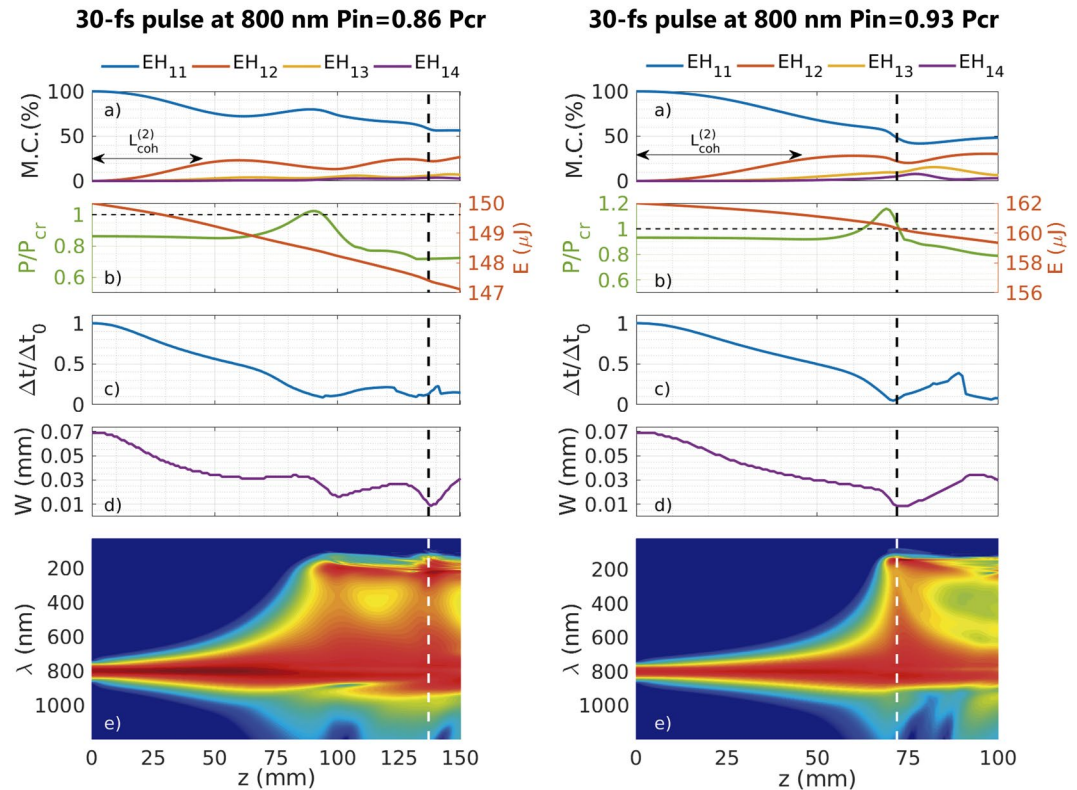 30-fs pulse at 800 nm Pin=0.86 Pcr
EH11 EH12 EH13 EH14
M.C.(%)
100
50
0
a)
L(2)coh
P/Pcr
1
0.8
0.6
b)
150
149
148
147
E (μJ)
Δt/Δt0
1
0.5
0
c)
W (mm)
0.07
0.05
0.03
0.01
d)
λ (nm)
200
400
600
800
1000
e)
0 25 50 75 100 125 150
z (mm)
30-fs pulse at 800 nm Pin=0.93 Pcr
EH11 EH12 EH13 EH14
M.C.(%)
100
50
0
a)
L(2)coh
P/Pcr
1.2
1
0.8
0.6
b)
162
160
158
156
E (μJ)
Δt/Δt0
1
0.5
0
c)
W (mm)
0.07
0.05
0.03
0.01
d)
λ (nm)
200
400
600
800
1000
e)
0 25 50 75 100
z (mm)